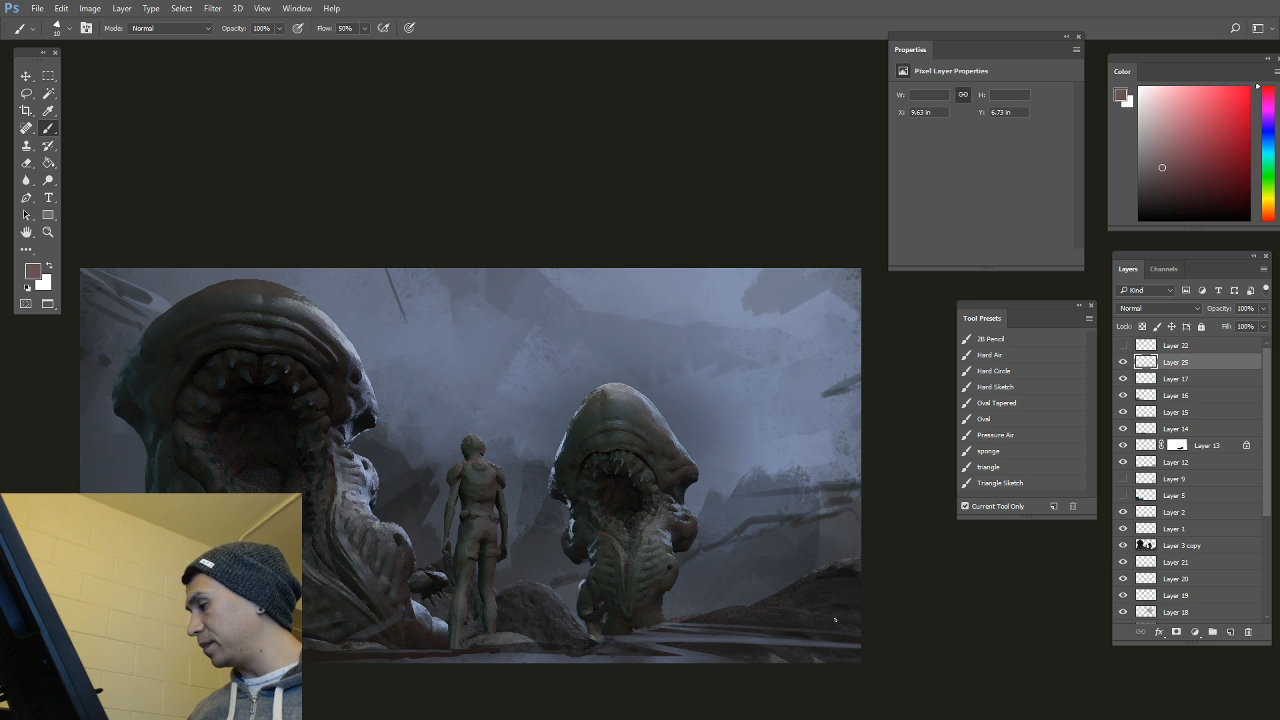 Ps File Edit Image Layer Type Select Filter 3D View Window Help
10 Mode: Normal Opacity: 100% Flow: 50%
Properties
Pixel Layer Properties
W: H:
X: 9.63 in Y: 6.73 in
Color
Tool Presets
2B Pencil
Hard Air
Hard Circle
Hard Sketch
Oval Tapered
Oval
Pressure Air
sponge
triangle
Triangle Sketch
Current Tool Only
Layers Channels
Kind
Normal Opacity: 100%
Lock: Fill: 100%
Layer 22
Layer 25
Layer 17
Layer 16
Layer 15
Layer 14
Layer 13
Layer 12
Layer 9
Layer 5
Layer 2
Layer 1
Layer 3 copy
Layer 21
Layer 20
Layer 19
Layer 18